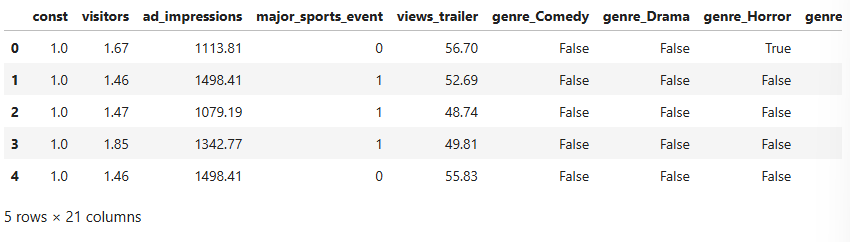 const visitors ad_impressions major_sports_event views_trailer genre_Comedy genre_Drama genre_Horror genre
0 1.0 1.67 1113.81 0 56.70 False False True
1 1.0 1.46 1498.41 1 52.69 False False False
2 1.0 1.47 1079.19 1 48.74 False False False
3 1.0 1.85 1342.77 1 49.81 False False False
4 1.0 1.46 1498.41 0 55.83 False False False
5 rows × 21 columns